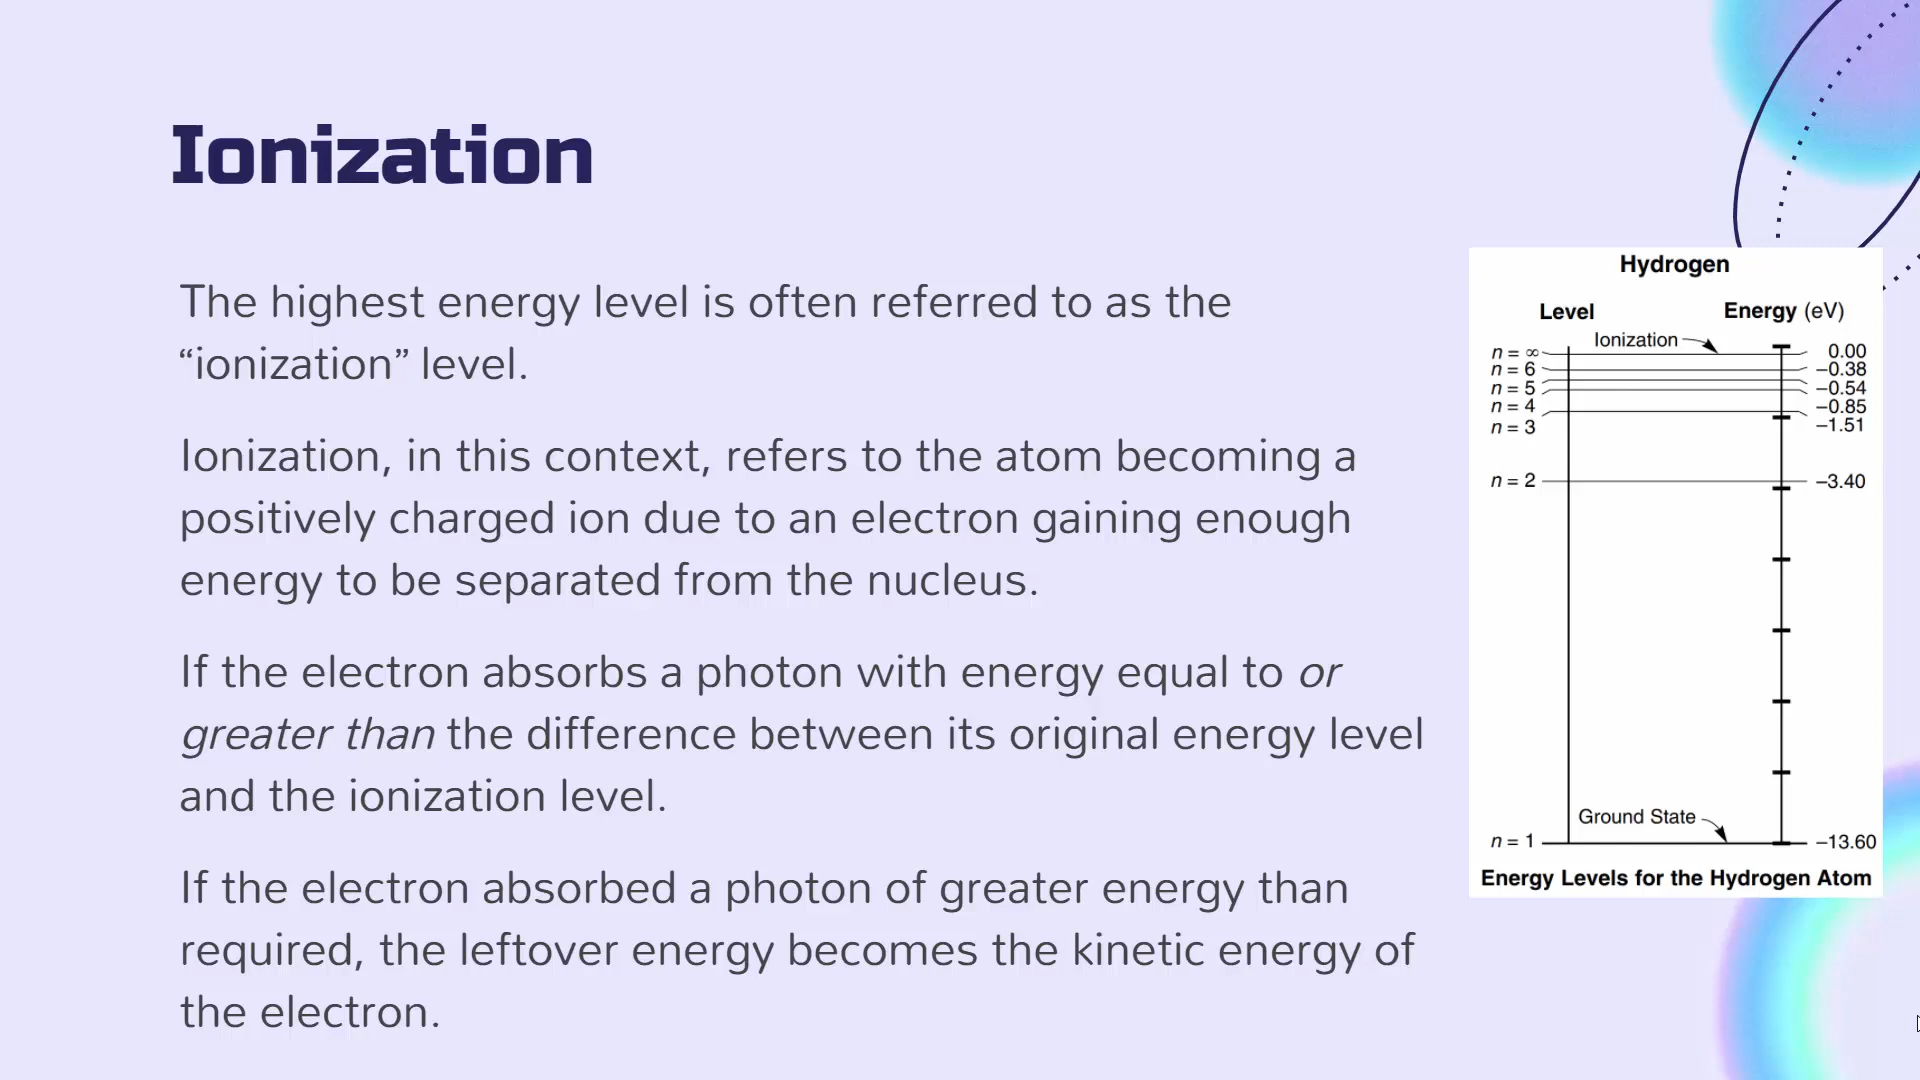 Ionization
The highest energy level is often referred to as the
“ionization” level.
Ionization, in this context, refers to the atom becoming a
positively charged ion due to an electron gaining enough
energy to be separated from the nucleus.
If the electron absorbs a photon with energy equal to or
greater than the difference between its original energy level
and the ionization level.
If the electron absorbed a photon of greater energy than
required, the leftover energy becomes the kinetic energy of
the electron.
Hydrogen
Level Energy (eV)
Ionization
n = ∞ 0.00
n = 6 –0.38
n = 5 –0.54
n = 4 –0.85
n = 3 –1.51
n = 2 –3.40
Ground State
n = 1 –13.60
Energy Levels for the Hydrogen Atom